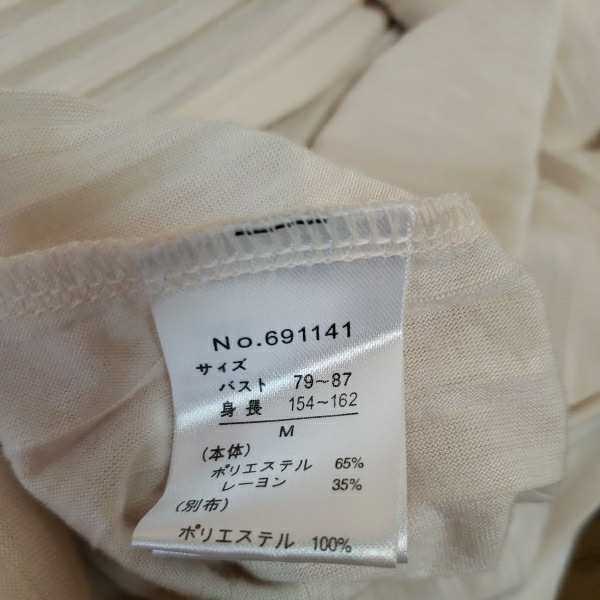 No.691141
サイズ
バスト 79~87
身長 154~162
M
(本体)
ポリエステル 65%
レーヨン 35%
(別布)
ポリエステル 100%